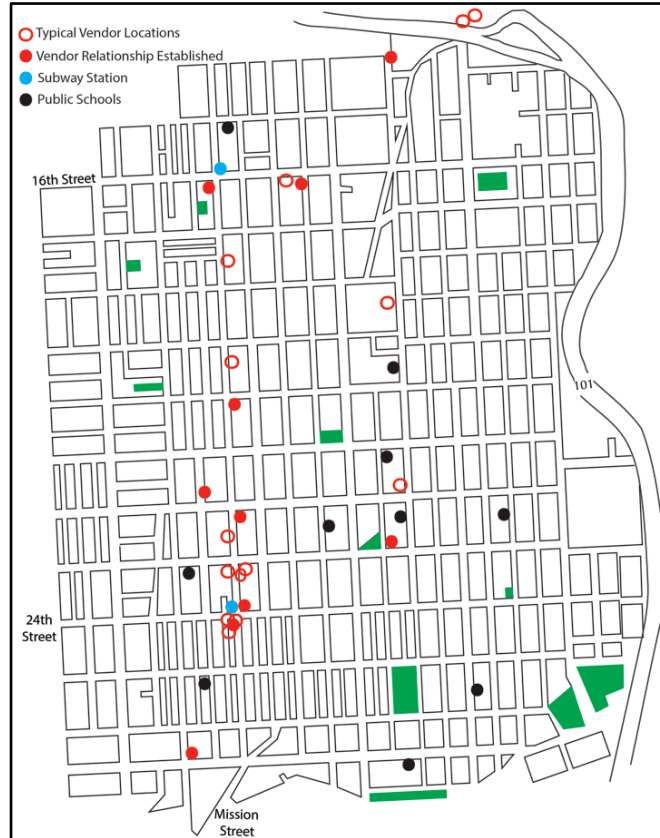 Typical Vendor Locations
Vendor Relationship Established
Subway Station
Public Schools
16th Street
101
24th
Street
Mission
Street